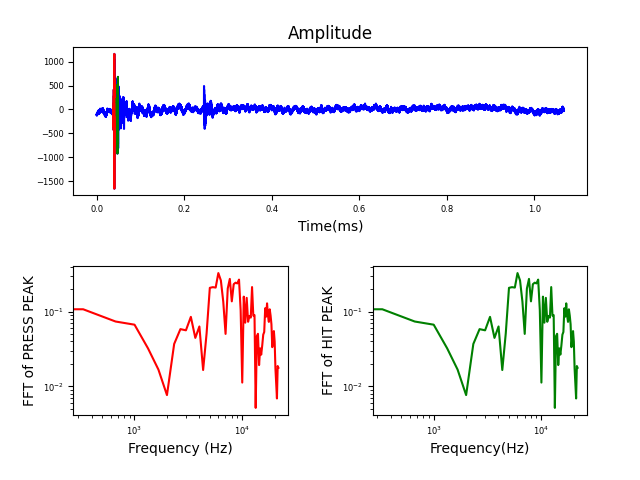 Amplitude
1000
500
0
−500
−1000
−1500
0.0 0.2 0.4 0.6 0.8 1.0
Time(ms)
FFT of PRESS PEAK
10⁻¹
10⁻²
10³ 10⁴
Frequency (Hz)
FFT of HIT PEAK
10⁻¹
10⁻²
10³ 10⁴
Frequency(Hz)